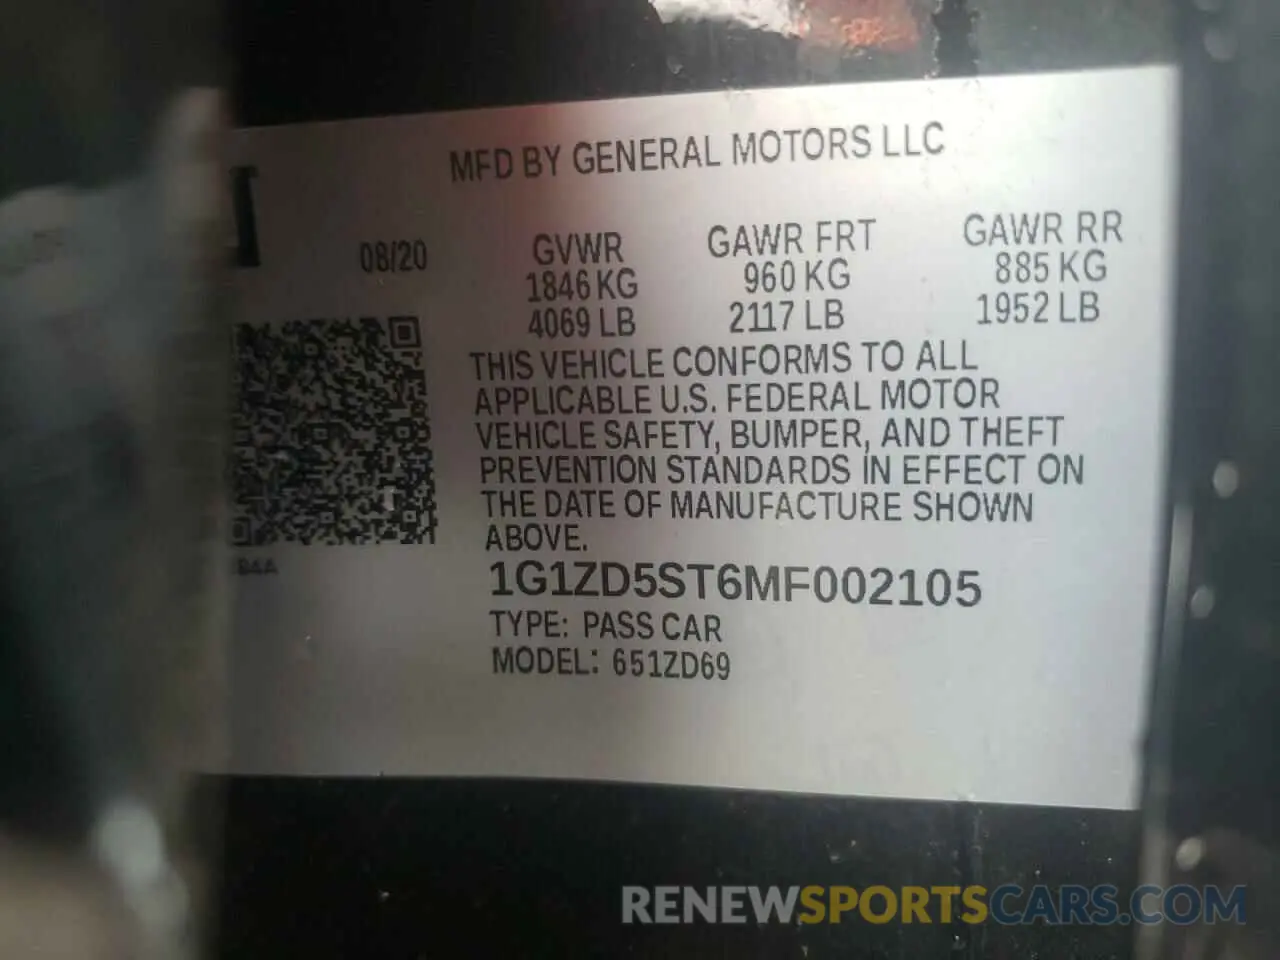 MFD BY GENERAL MOTORS LLC
08/20
GVWR GAWR FRT GAWR RR
1846 KG 960 KG 885 KG
4069 LB 2117 LB 1952 LB
THIS VEHICLE CONFORMS TO ALL
APPLICABLE U.S. FEDERAL MOTOR
VEHICLE SAFETY, BUMPER, AND THEFT
PREVENTION STANDARDS IN EFFECT ON
THE DATE OF MANUFACTURE SHOWN
ABOVE.
1G1ZD5ST6MF002105
TYPE: PASS CAR
MODEL: 651ZD69
RENEWSPORTSCARS.COM